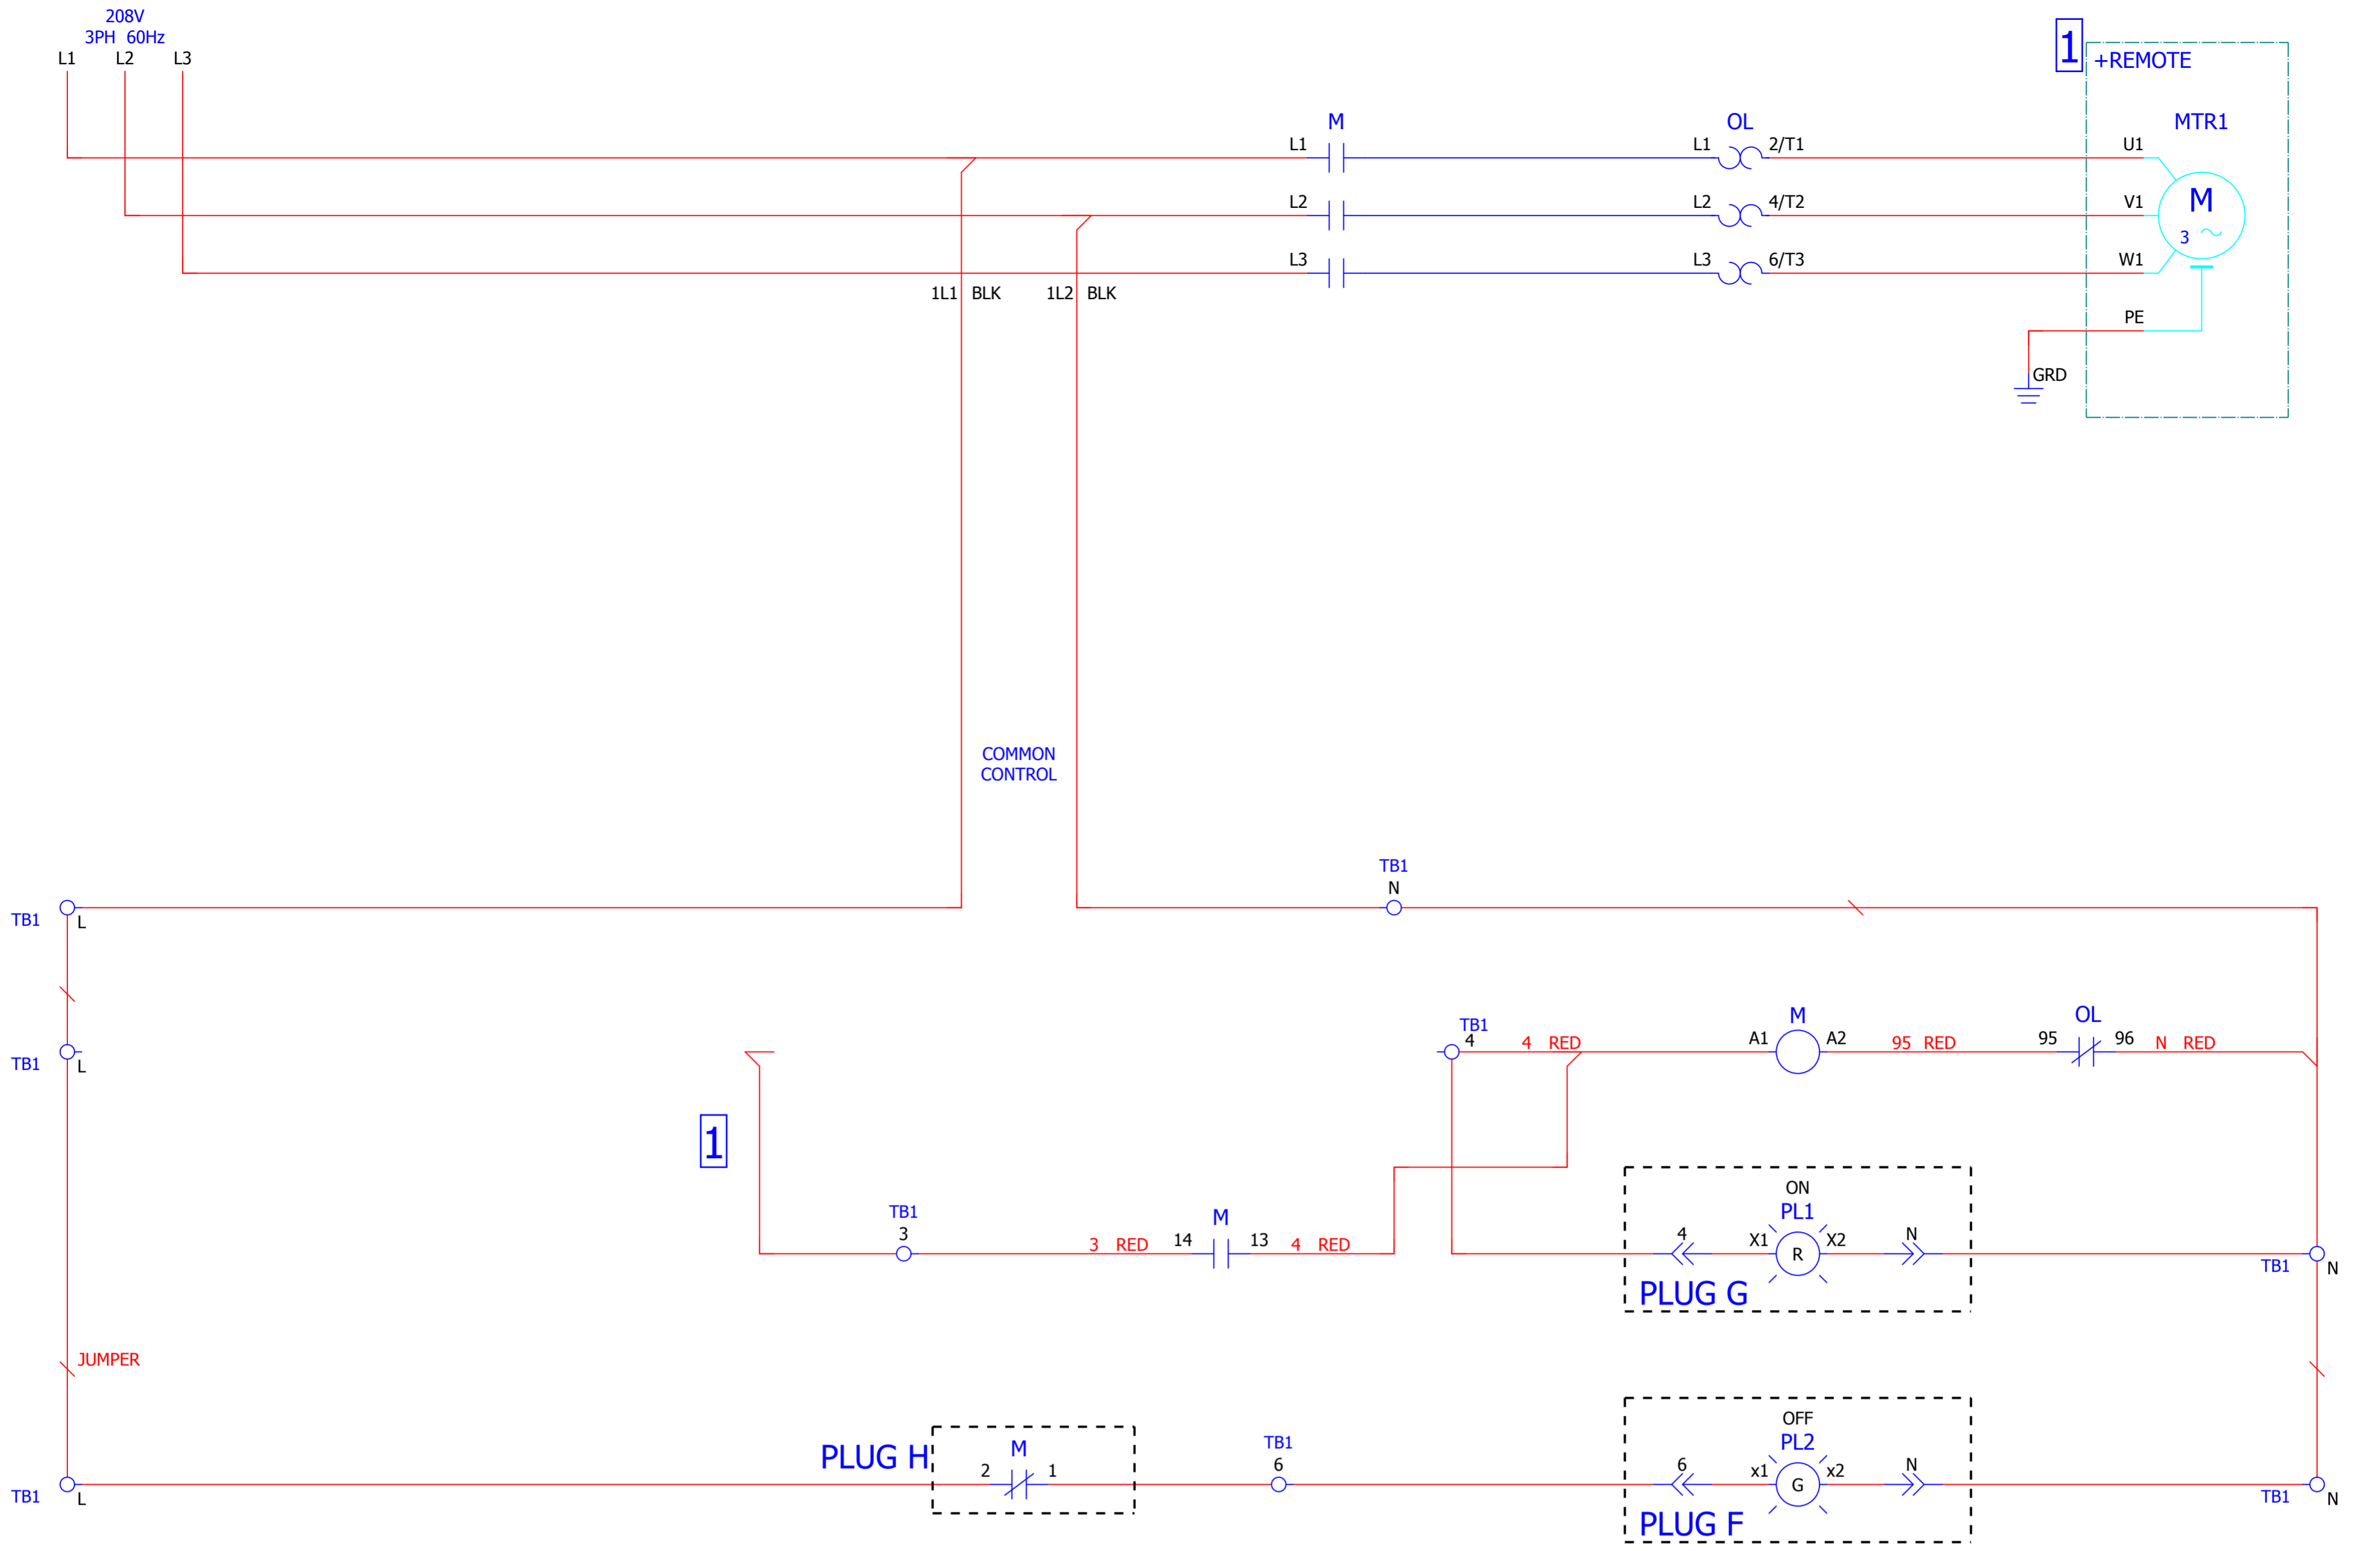 208V
3PH 60Hz
L1 L2 L3
1
+REMOTE
M
OL
MTR1
L1
L1 2/T1
U1
L2
L2 4/T2
V1
M
3
L3
L3 6/T3
W1
1L1 BLK
1L2 BLK
PE
GRD
COMMON
CONTROL
TB1
N
TB1 L
TB1
4
4 RED
M
A1 A2
95 RED
OL
95 96
N RED
TB1 L
1
TB1
3
3 RED
M
14 13
4 RED
ON
PL1
4
X1 R X2
N
PLUG G
TB1 N
JUMPER
PLUG H
M
2 1
TB1
6
OFF
PL2
6
x1 G x2
N
PLUG F
TB1 L
TB1 N